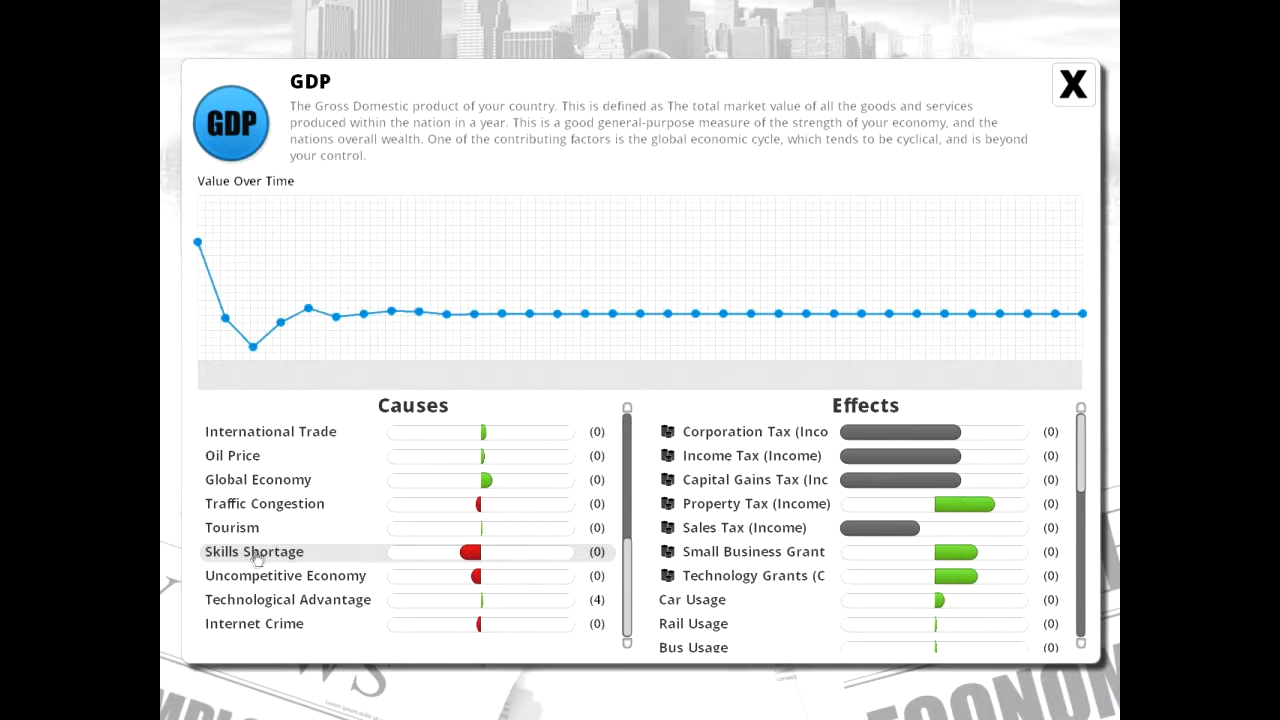 GDP
GDP
The Gross Domestic product of your country. This is defined as The total market value of all the goods and services
produced within the nation in a year. This is a good general-purpose measure of the strength of your economy, and the
nations overall wealth. One of the contributing factors is the global economic cycle, which tends to be cyclical, and is beyond
your control.
X
Value Over Time
Causes
International Trade (0)
Oil Price (0)
Global Economy (0)
Traffic Congestion (0)
Tourism (0)
Skills Shortage (0)
Uncompetitive Economy (0)
Technological Advantage (4)
Internet Crime (0)
Effects
Corporation Tax (Inco (0)
Income Tax (Income) (0)
Capital Gains Tax (Inc (0)
Property Tax (Income) (0)
Sales Tax (Income) (0)
Small Business Grant (0)
Technology Grants (C (0)
Car Usage (0)
Rail Usage (0)
Bus Usage (0)